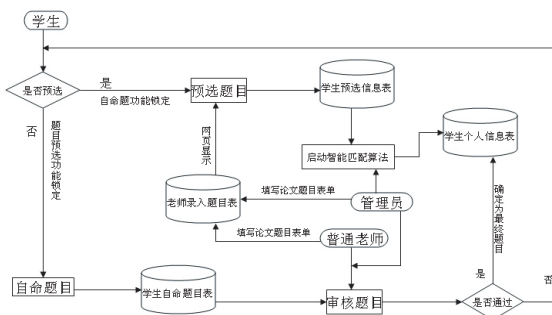 学生
是否预选
是
自命题功能锁定
预选题目
学生预选信息表
否
题目预选功能锁定
网页显示
启动智能匹配算法
学生个人信息表
老师录入题目表
填写论文题目表单
管理员
填写论文题目表单
普通老师
确定为最终题目
自命题目
学生自命题目表
审核题目
是
是否通过
否